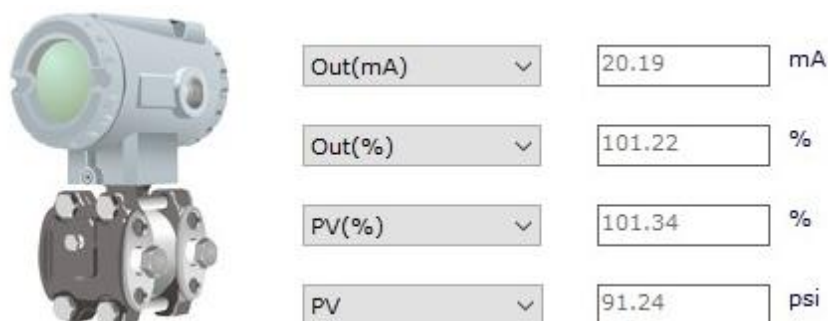 Out(mA) 20.19 mA
Out(%) 101.22 %
PV(%) 101.34 %
PV 91.24 psi